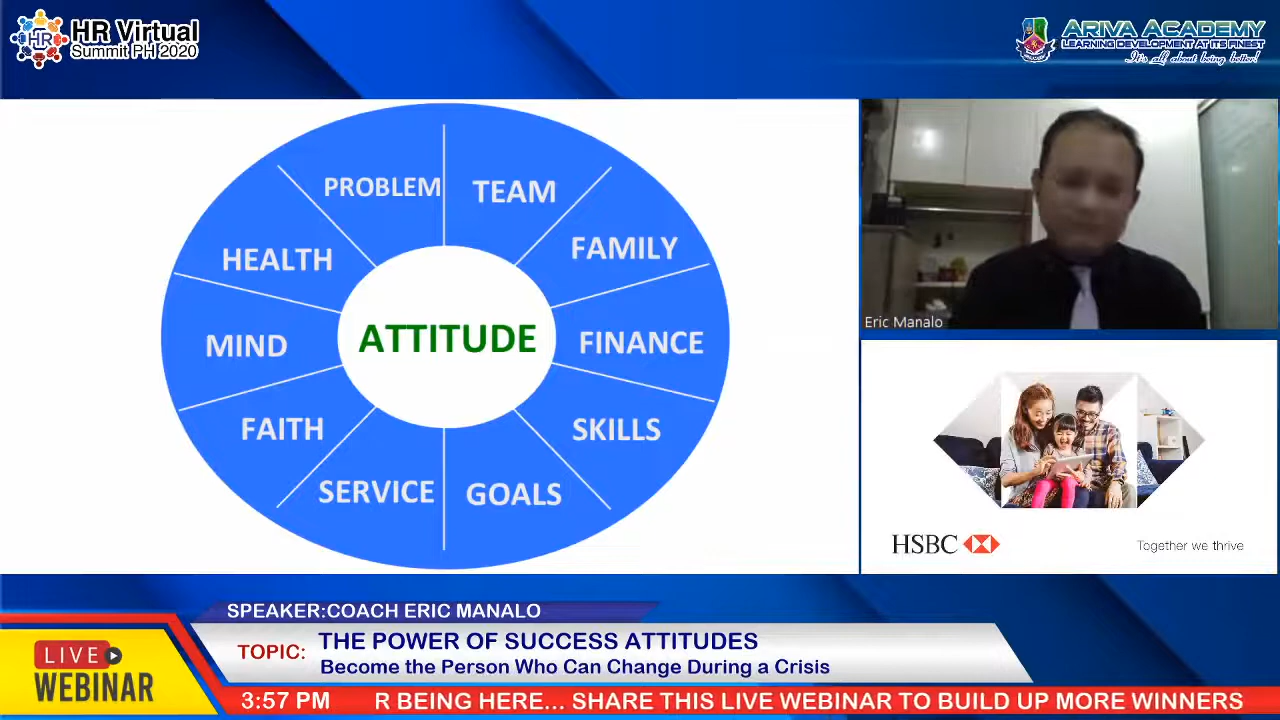 HR Virtual
Summit PH 2020
HR
ARIVA ACADEMY
LEARNING DEVELOPMENT AT ITS FINEST
It's all about being better!
PROBLEM
TEAM
HEALTH
FAMILY
MIND
ATTITUDE
FINANCE
FAITH
SKILLS
SERVICE
GOALS
Eric Manalo
HSBC
Together we thrive
SPEAKER:COACH ERIC MANALO
TOPIC: THE POWER OF SUCCESS ATTITUDES
Become the Person Who Can Change During a Crisis
LIVE
WEBINAR
3:57 PM
R BEING HERE... SHARE THIS LIVE WEBINAR TO BUILD UP MORE WINNERS